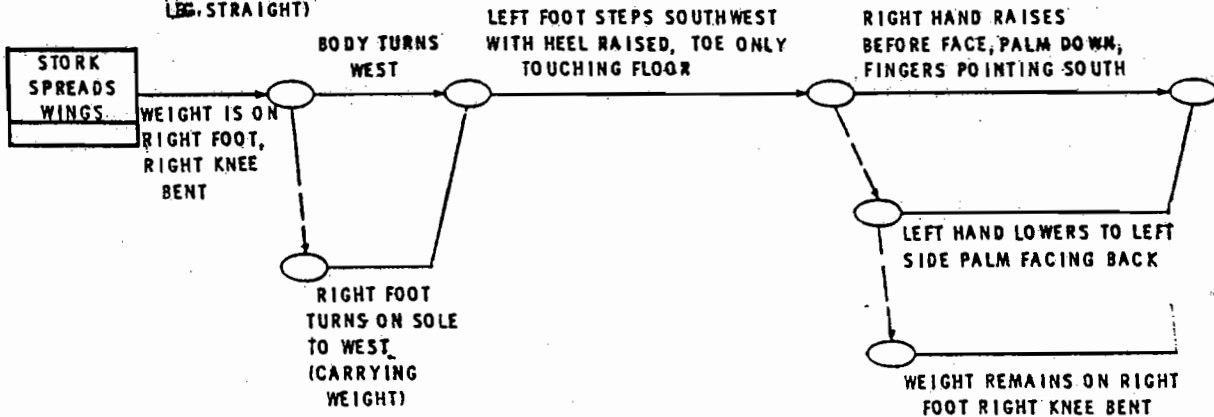 LEG, STRAIGHT)
STORK
SPREADS
WINGS
WEIGHT IS ON
RIGHT FOOT,
RIGHT KNEE
BENT
BODY TURNS
WEST
RIGHT FOOT
TURNS ON SOLE
TO WEST
(CARRYING
WEIGHT)
LEFT FOOT STEPS SOUTHWEST
WITH HEEL RAISED, TOE ONLY
TOUCHING FLOOR
RIGHT HAND RAISES
BEFORE FACE, PALM DOWN,
FINGERS POINTING SOUTH
LEFT HAND LOWERS TO LEFT
SIDE PALM FACING BACK
WEIGHT REMAINS ON RIGHT
FOOT RIGHT KNEE BENT